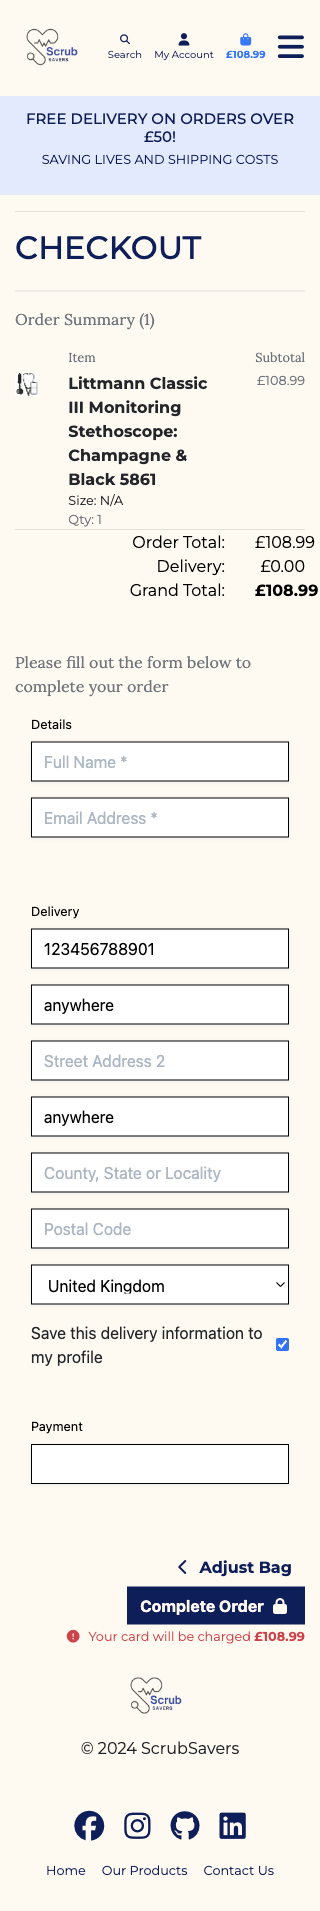 Scrub
SAVERS
Search
My Account
£108.99
FREE DELIVERY ON ORDERS OVER
£50!
SAVING LIVES AND SHIPPING COSTS
CHECKOUT
Order Summary (1)
Item Subtotal
Littmann Classic £108.99
III Monitoring
Stethoscope:
Champagne &
Black 5861
Size: N/A
Qty: 1
Order Total: £108.99
Delivery: £0.00
Grand Total: £108.99
Please fill out the form below to
complete your order
Details
Full Name *
Email Address *
Delivery
123456788901
anywhere
Street Address 2
anywhere
County, State or Locality
Postal Code
United Kingdom
Save this delivery information to
my profile
Payment
Adjust Bag
Complete Order
Your card will be charged £108.99
Scrub
SAVERS
© 2024 ScrubSavers
Home Our Products Contact Us